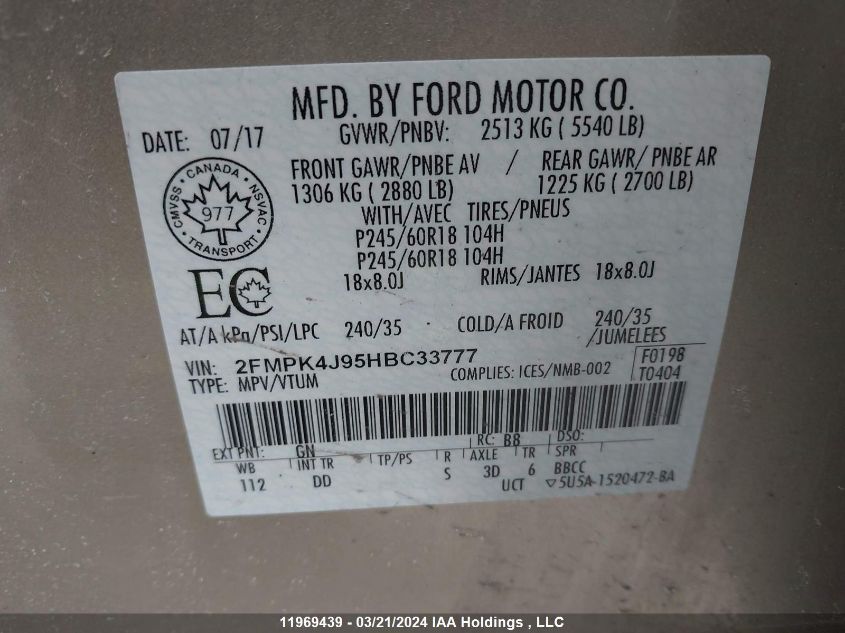 MFD. BY FORD MOTOR CO.
DATE: 07/17 GVWR/PNBV: 2513 KG ( 5540 LB)
FRONT GAWR/PNBE AV / REAR GAWR/ PNBE AR
1306 KG ( 2880 LB) 1225 KG ( 2700 LB)
WITH/AVEC TIRES/PNEUS
P245/60R18 104H
P245/60R18 104H
18x8.0J RIMS/JANTES 18x8.0J
CANADA
CMVSS NSVAC
977
TRANSPORT
EC
AT/A kPa/PSI/LPC 240/35 COLD/A FROID 240/35
/JUMELEES
VIN: 2FMPK4J95HBC33777
TYPE: MPV/VTUM COMPLIES: ICES/NMB-002
F0198
T0404
EXT PNT: GN RC: B8 DSO:
WB INT TR TP/PS R AXLE TR SPR
112 DD S 3D 6 BBCC
UCT ▽5U5A-1520472-BA
11969439 - 03/21/2024 IAA Holdings , LLC